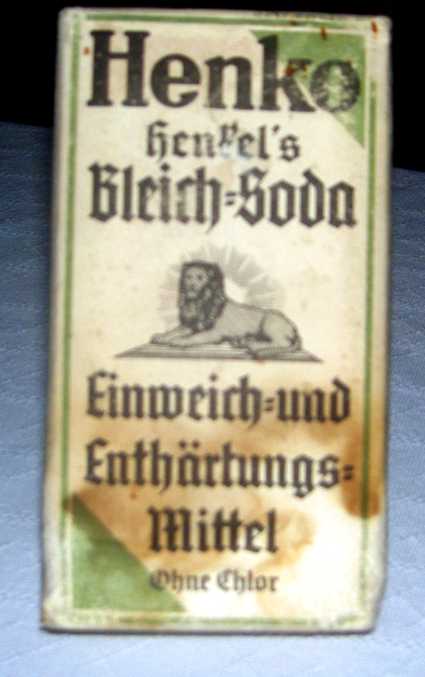 Henko
Henkel's
Bleich=Soda
Einweich=und
Enthärtungs=
Mittel
Ohne Chlor